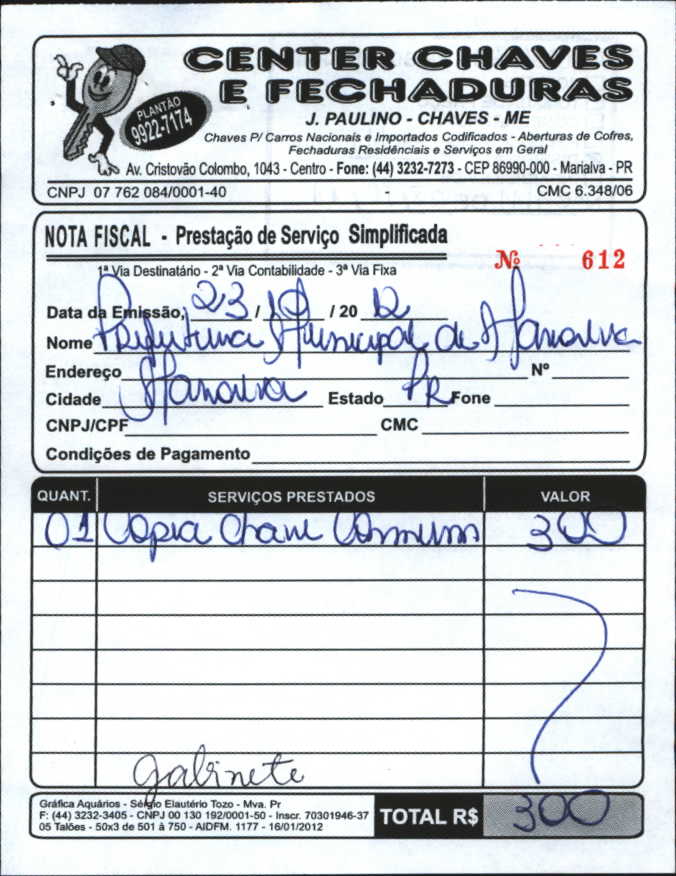 CENTER CHAVES
E FECHADURAS
PLANTÃO
9922-7174
J. PAULINO - CHAVES - ME
Chaves P/ Carros Nacionais e Importados Codificados - Aberturas de Cofres,
Fechaduras Residênciais e Serviços em Geral
Av. Cristovão Colombo, 1043 - Centro - Fone: (44) 3232-7273 - CEP 86990-000 - Marialva - PR
CNPJ 07 762 084/0001-40 - CMC 6.348/06
NOTA FISCAL - Prestação de Serviço Simplificada
Nº 612
1ª Via Destinatário - 2ª Via Contabilidade - 3ª Via Fixa
Data da Emissão, 23 / 10 / 20 12
Nome Prefeitura Municipal de Marialva
Endereço Nº
Cidade Marialva Estado PR Fone
CNPJ/CPF CMC
Condições de Pagamento
QUANT. SERVIÇOS PRESTADOS VALOR
01 Copia Chave Comum 300
Gabinete
Gráfica Aquários - Sérgio Elautério Tozo - Mva. Pr
F: (44) 3232-3405 - CNPJ 00 130 192/0001-50 - Inscr. 70301946-37
05 Talões - 50x3 de 501 à 750 - AIDFM. 1177 - 16/01/2012
TOTAL R$ 300